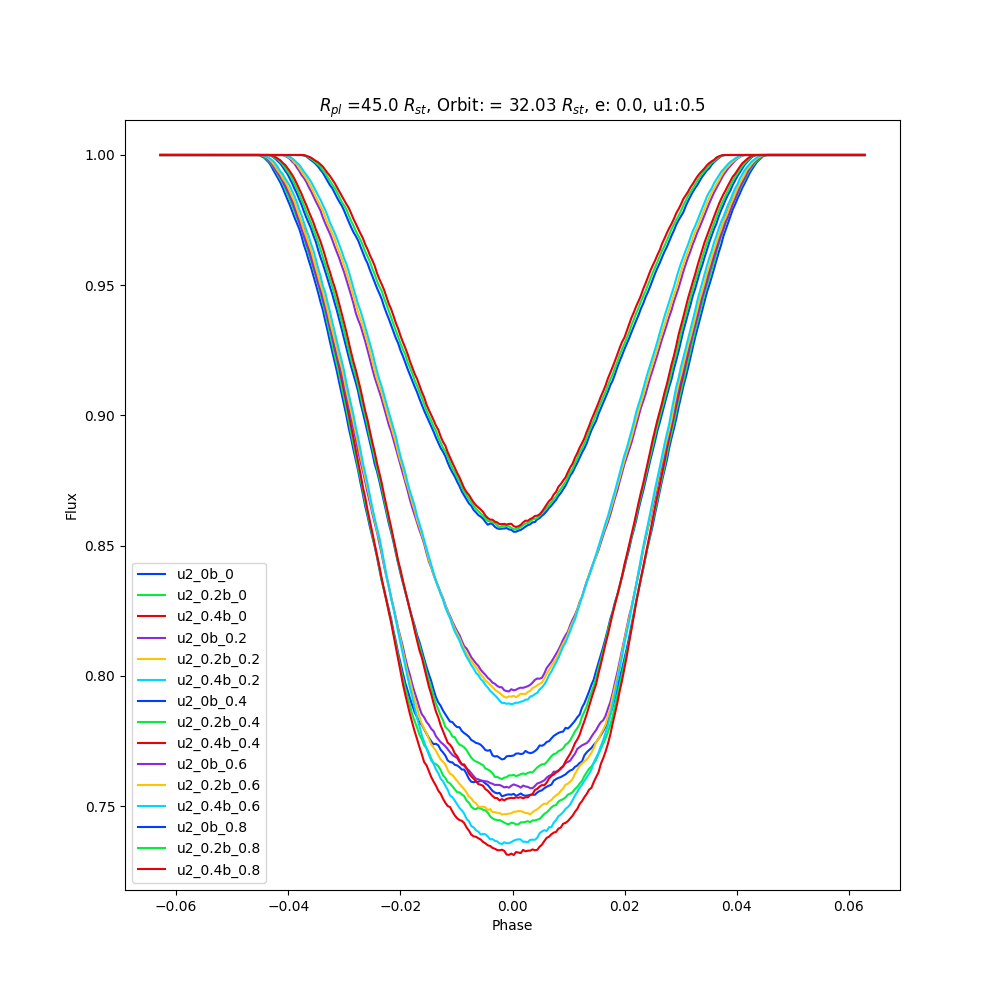 R_pl =45.0 R_st, Orbit: = 32.03 R_st, e: 0.0, u1:0.5
1.00
0.95
0.90
0.85
0.80
0.75
Flux
u2_0b_0
u2_0.2b_0
u2_0.4b_0
u2_0b_0.2
u2_0.2b_0.2
u2_0.4b_0.2
u2_0b_0.4
u2_0.2b_0.4
u2_0.4b_0.4
u2_0b_0.6
u2_0.2b_0.6
u2_0.4b_0.6
u2_0b_0.8
u2_0.2b_0.8
u2_0.4b_0.8
−0.06 −0.04 −0.02 0.00 0.02 0.04 0.06
Phase